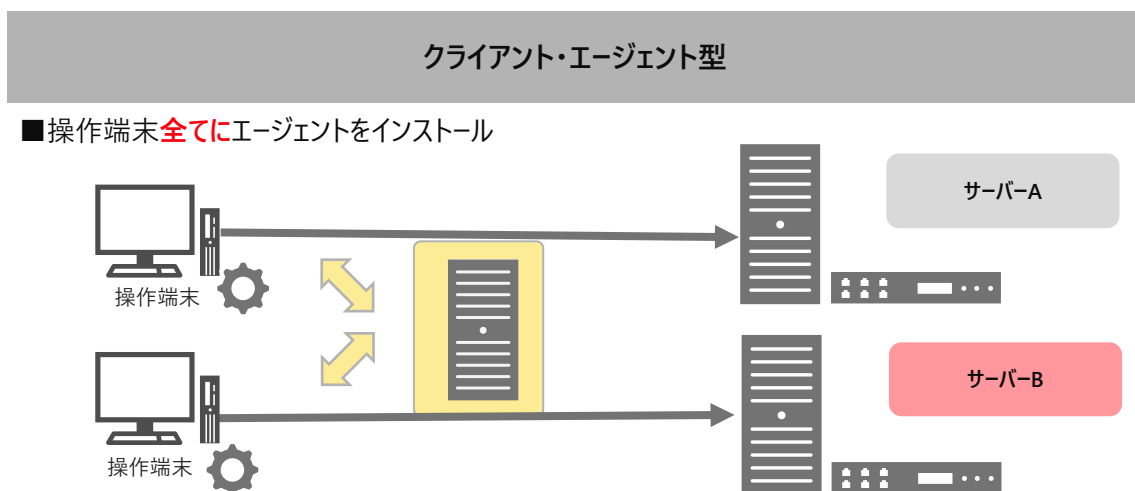 クライアント・エージェント型
■操作端末全てにエージェントをインストール
サーバーA
操作端末
サーバーB
操作端末